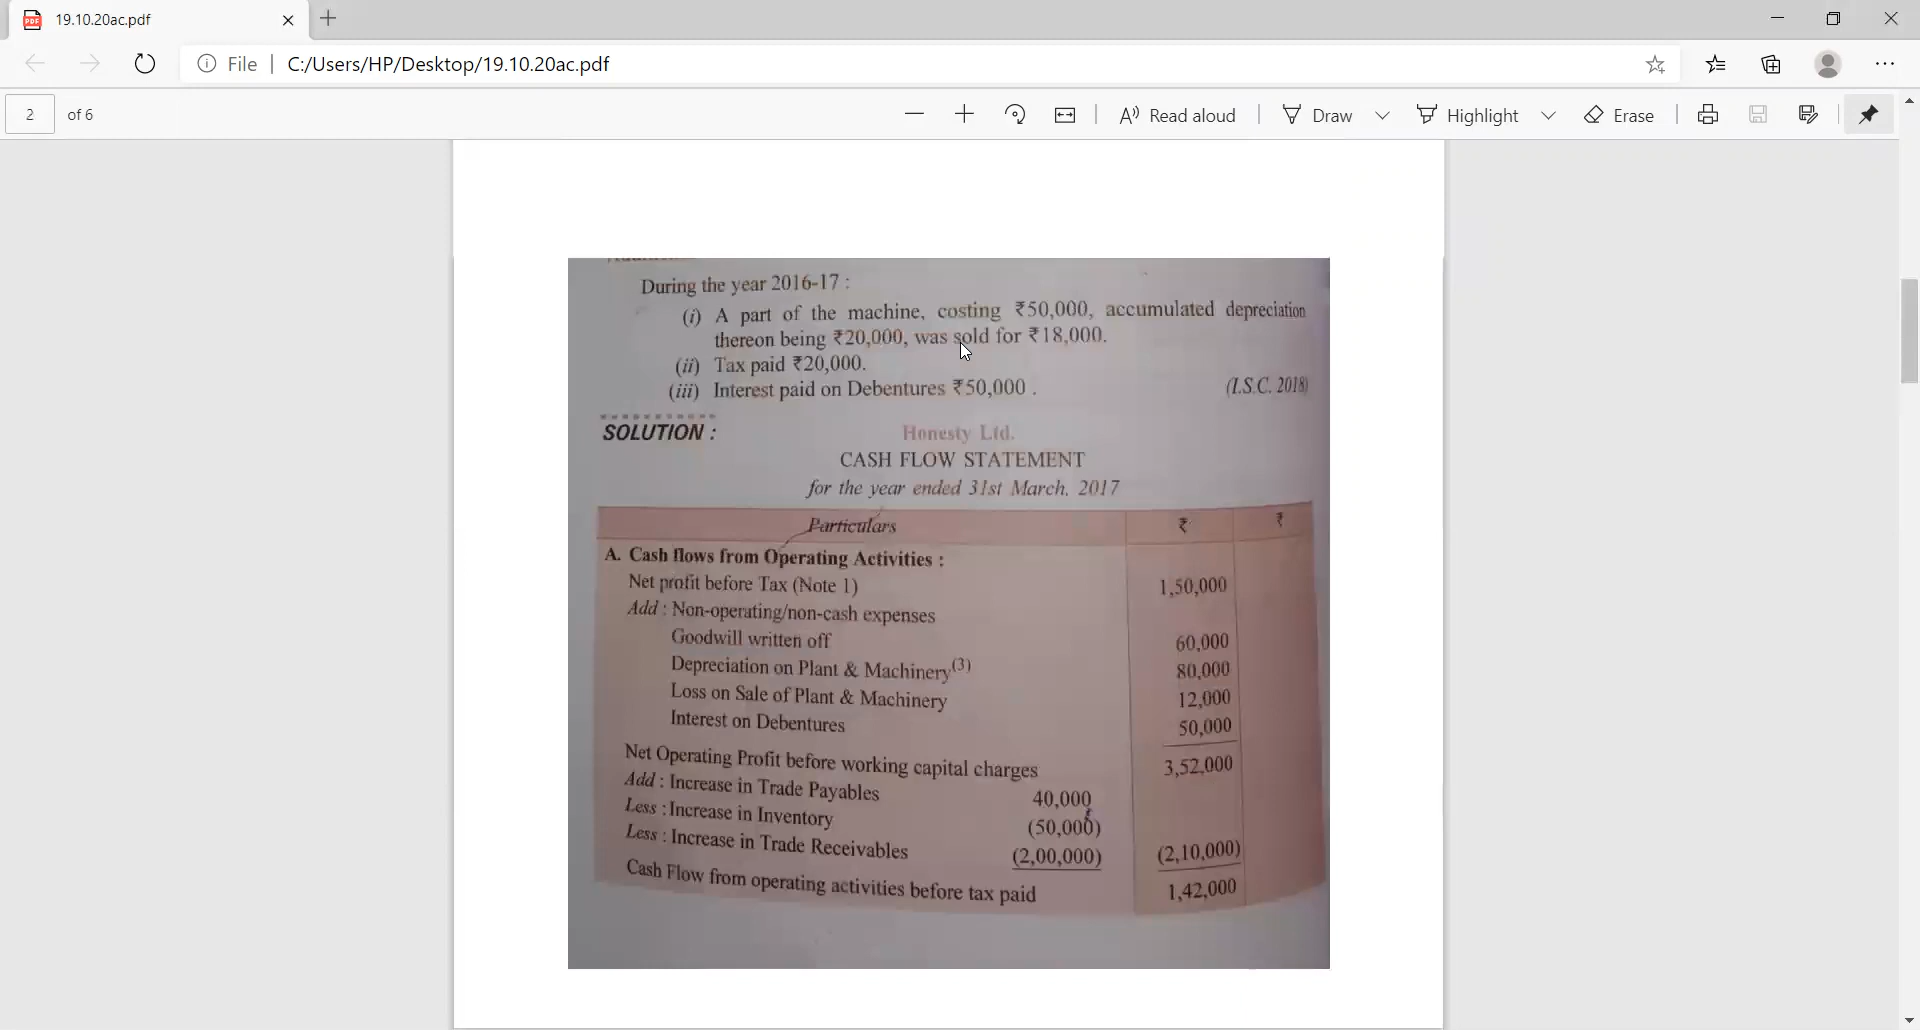 19.10.20ac.pdf
File | C:/Users/HP/Desktop/19.10.20ac.pdf
2 of 6 Read aloud Draw Highlight Erase
During the year 2016-17 :
(i) A part of the machine, costing ₹50,000, accumulated depreciation
thereon being ₹20,000, was sold for ₹18,000.
(ii) Tax paid ₹20,000.
(iii) Interest paid on Debentures ₹50,000 . (I.S.C. 2018)
SOLUTION :
Honesty Ltd.
CASH FLOW STATEMENT
for the year ended 31st March, 2017
Particulars ₹ ₹
A. Cash flows from Operating Activities :
Net profit before Tax (Note 1) 1,50,000
Add : Non-operating/non-cash expenses
Goodwill written off 60,000
Depreciation on Plant & Machinery(3) 80,000
Loss on Sale of Plant & Machinery 12,000
Interest on Debentures 50,000
Net Operating Profit before working capital charges 3,52,000
Add : Increase in Trade Payables 40,000
Less : Increase in Inventory (50,000)
Less : Increase in Trade Receivables (2,00,000) (2,10,000)
Cash Flow from operating activities before tax paid 1,42,000